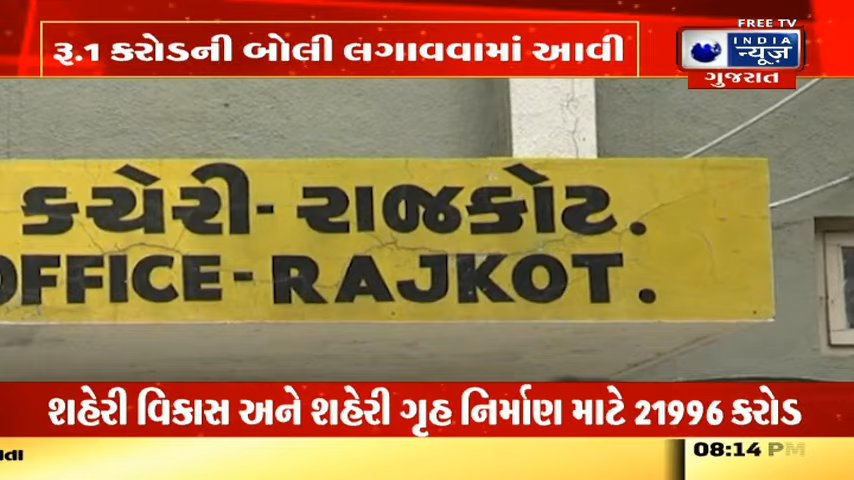 FREE TV
રૂ.1 કરોડની બોલી લગાવવામાં આવી
INDIA
न्यूज़
ગુજરાત
કચેરી- રાજકોટ.
OFFICE-RAJKOT.
શહેરી વિકાસ અને શહેરી ગૃહ નિર્માણ માટે 21996 કરોડ
08:14 PM